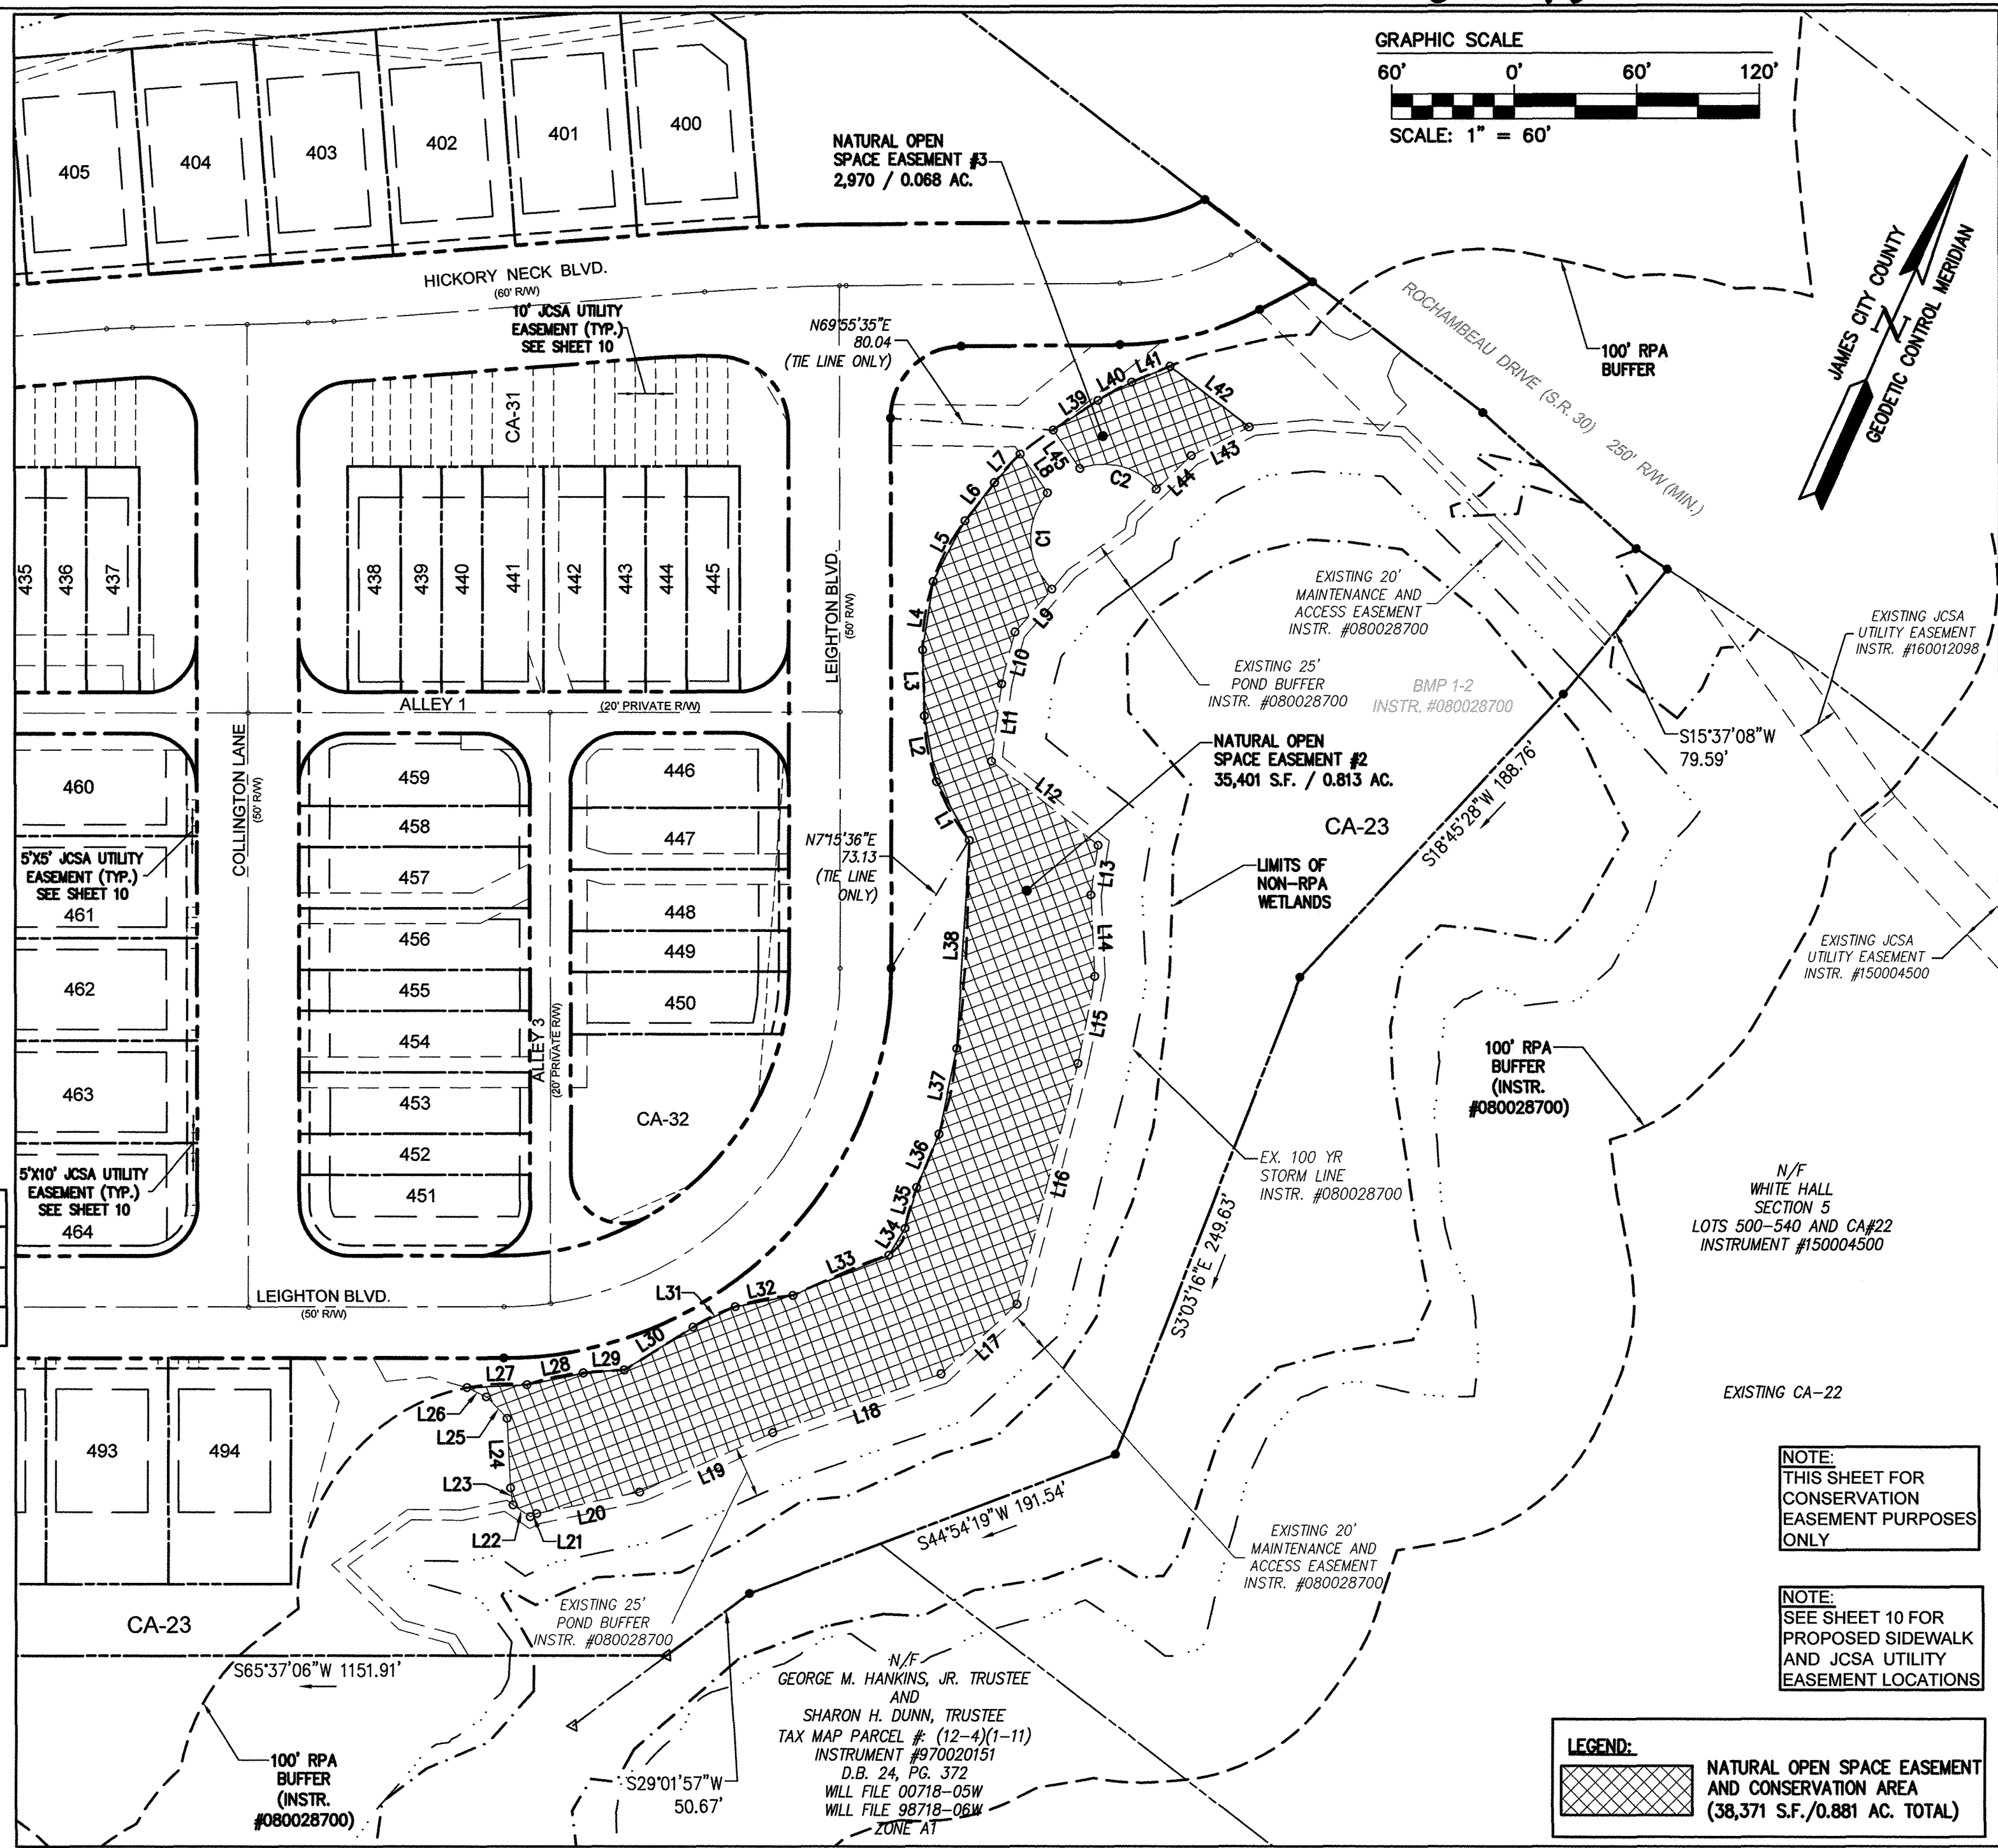 GRAPHIC SCALE
60' 0' 60' 120'
SCALE: 1" = 60'
NATURAL OPEN
SPACE EASEMENT #3
2,970 / 0.068 AC.
405
404
403
402
401
400
HICKORY NECK BLVD.
(60' R/W)
10' JCSA UTILITY
EASEMENT (TYP.)
SEE SHEET 10
N69°55'35"E
80.04
(TIE LINE ONLY)
ROCHAMBEAU DRIVE (S.R. 30) 250' R/W (MIN.)
100' RPA
BUFFER
JAMES CITY COUNTY
GEODETIC CONTROL MERIDIAN
N
CA-31
L39
L40
L41
L42
L43
L44
L45
C2
L7
L8
L6
L5
L4
L3
L2
L1
C1
L9
L10
L11
L12
435
436
437
438
439
440
441
442
443
444
445
LEIGHTON BLVD.
(50' R/W)
EXISTING 20'
MAINTENANCE AND
ACCESS EASEMENT
INSTR. #080028700
EXISTING JCSA
UTILITY EASEMENT
INSTR. #160012098
EXISTING 25'
POND BUFFER
INSTR. #080028700
BMP 1-2
INSTR. #080028700
S15°37'08"W
79.59'
ALLEY 1
(20' PRIVATE R/W)
NATURAL OPEN
SPACE EASEMENT #2
35,401 S.F. / 0.813 AC.
CA-23
S18°45'28"W 188.76'
COLLINGTON LANE
(50' R/W)
460
5'X5' JCSA UTILITY
EASEMENT (TYP.)
SEE SHEET 10
461
462
463
5'X10' JCSA UTILITY
EASEMENT (TYP.)
SEE SHEET 10
464
459
458
457
456
455
454
453
452
451
446
447
448
449
450
ALLEY 3
(20' PRIVATE R/W)
CA-32
N7°15'36"E
73.13
(TIE LINE
ONLY)
LIMITS OF
NON-RPA
WETLANDS
L13
L14
L15
L16
L17
L38
L37
L36
L35
L34
L33
L32
L31
L30
L29
L28
L27
L26
L25
L24
L23
L22
L21
L20
L19
L18
EXISTING JCSA
UTILITY EASEMENT
INSTR. #150004500
100' RPA
BUFFER
(INSTR.
#080028700)
EX. 100 YR
STORM LINE
INSTR. #080028700
S3°03'16"E 249.63'
N/F
WHITE HALL
SECTION 5
LOTS 500-540 AND CA#22
INSTRUMENT #150004500
LEIGHTON BLVD.
(50' R/W)
EXISTING CA-22
493
494
NOTE:
THIS SHEET FOR
CONSERVATION
EASEMENT PURPOSES
ONLY
S44°54'19"W 191.54'
EXISTING 20'
MAINTENANCE AND
ACCESS EASEMENT
INSTR. #080028700
EXISTING 25'
POND BUFFER
INSTR. #080028700
CA-23
S65°37'06"W 1151.91'
NOTE:
SEE SHEET 10 FOR
PROPOSED SIDEWALK
AND JCSA UTILITY
EASEMENT LOCATIONS
N/F
GEORGE M. HANKINS, JR. TRUSTEE
AND
SHARON H. DUNN, TRUSTEE
TAX MAP PARCEL #: (12-4)(1-11)
INSTRUMENT #970020151
D.B. 24, PG. 372
WILL FILE 00718-05W
WILL FILE 98718-06W
ZONE A1
S29°01'57"W
50.67'
100' RPA
BUFFER
(INSTR.
#080028700)
LEGEND:
NATURAL OPEN SPACE EASEMENT
AND CONSERVATION AREA
(38,371 S.F./0.881 AC. TOTAL)